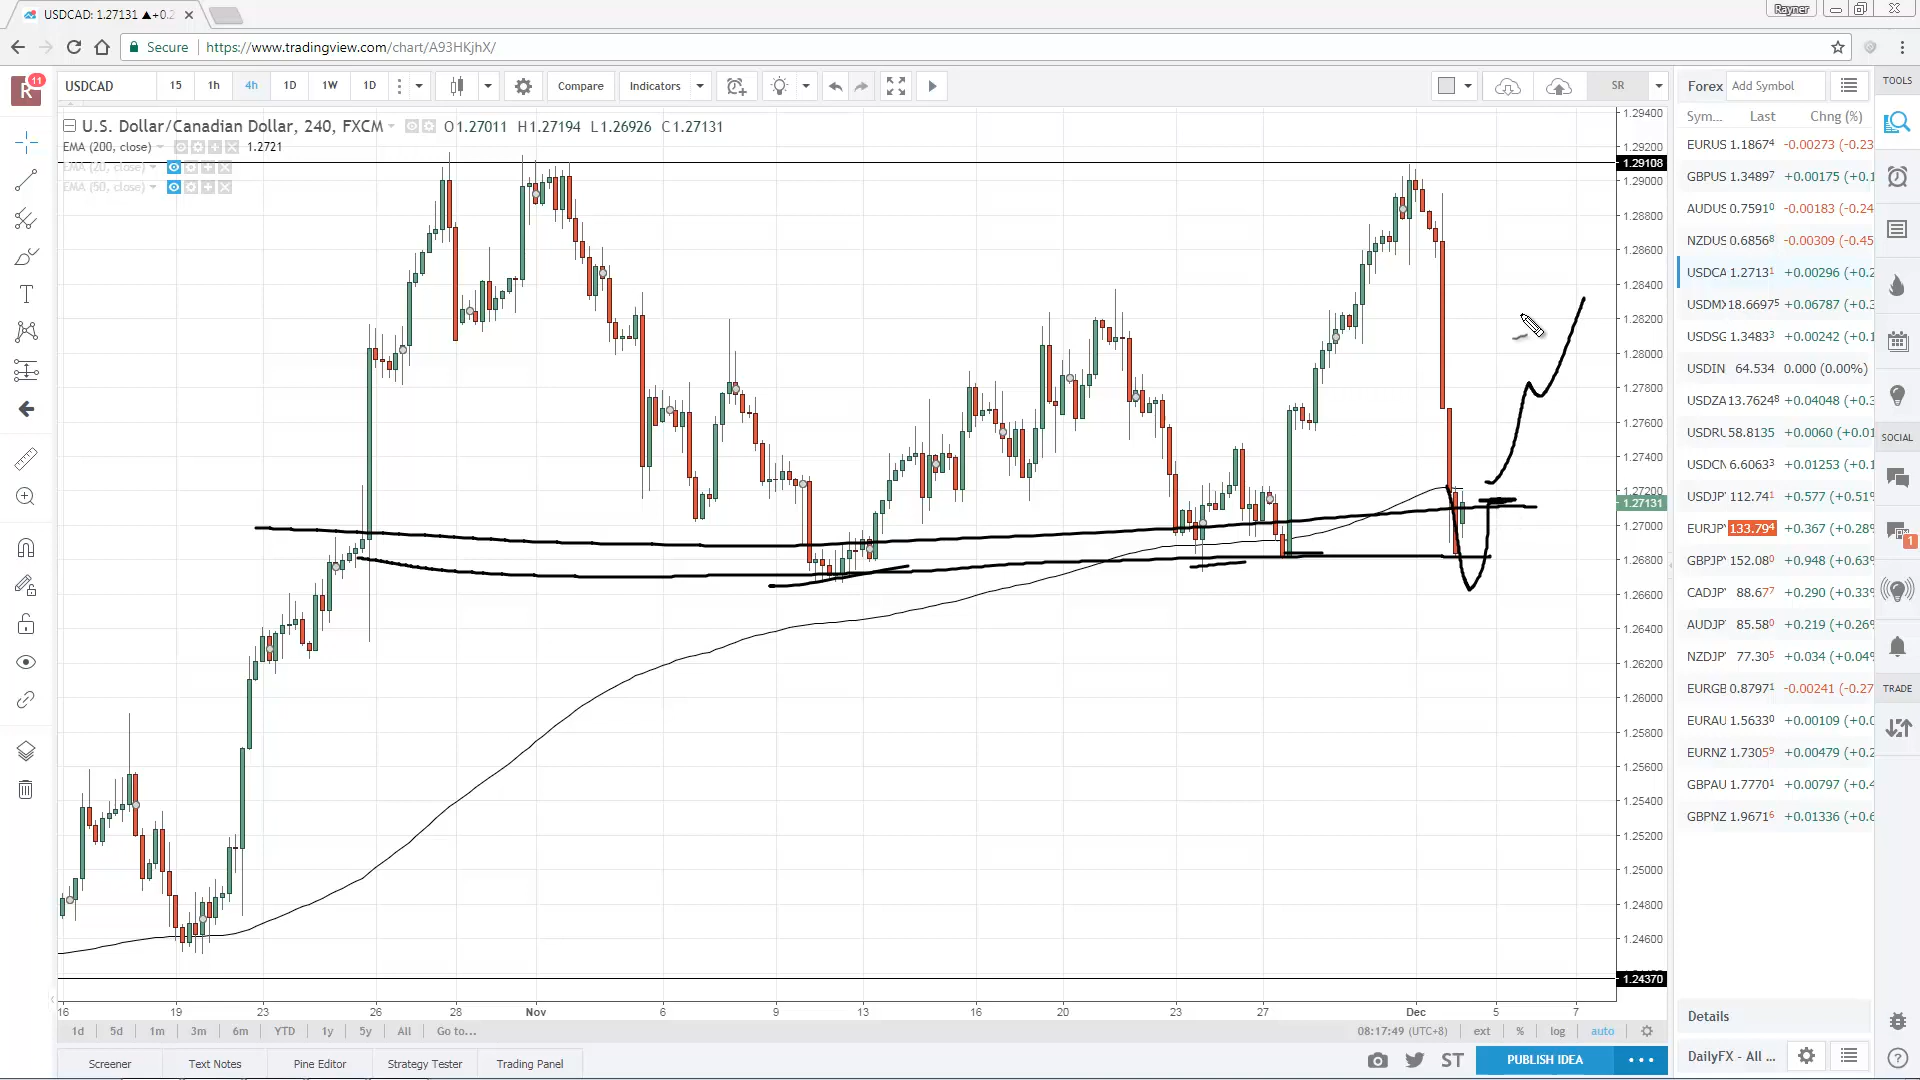 USDCAD: 1.27131 ▲+0.2
Rayner
Secure
https://www.tradingview.com/chart/A93HKjhX/
R 11
USDCAD 15 1h 4h 1D 1W 1D Compare Indicators SR
Forex Add Symbol TOOLS
U.S. Dollar/Canadian Dollar, 240, FXCM O1.27011 H1.27194 L1.26926 C1.27131
EMA (200, close) 1.2721
EMA (20, close)
EMA (50, close)
1.29400
1.29200
1.29108
1.29000
1.28800
1.28600
1.28400
1.28200
1.28000
1.27800
1.27600
1.27400
1.27200
1.27131
1.27000
1.26800
1.26600
1.26400
1.26200
1.26000
1.25800
1.25600
1.25400
1.25200
1.25000
1.24800
1.24600
1.24370
Sym... Last Chng (%)
EURUS 1.18674 -0.00273 (-0.23
GBPUS 1.34897 +0.00175 (+0.1
AUDUS 0.75910 -0.00183 (-0.24
NZDUS 0.68568 -0.00309 (-0.45
USDCA 1.27131 +0.00296 (+0.2
USDM 18.66975 +0.06787 (+0.3
USDSG 1.34833 +0.00242 (+0.1
USDIN 64.534 0.000 (0.00%)
USDZA 13.76248 +0.04048 (+0.3
USDRU 58.8135 +0.0060 (+0.01
USDCN 6.60633 +0.01253 (+0.1
USDJP 112.741 +0.577 (+0.51%
EURJP 133.794 +0.367 (+0.28%
GBPJP 152.080 +0.948 (+0.63%
CADJP 88.677 +0.290 (+0.33%
AUDJP 85.580 +0.219 (+0.26%
NZDJP 77.305 +0.034 (+0.04%
EURGB 0.87971 -0.00241 (-0.27
EURAU 1.56330 +0.00109 (+0.0
EURNZ 1.73059 +0.00479 (+0.2
GBPAU 1.77701 +0.00797 (+0.4
GBPNZ 1.96716 +0.01336 (+0.6
SOCIAL
1
TRADE
16 19 23 26 28 Nov 6 9 13 16 20 23 27 Dec 5 7
1d 5d 1m 3m 6m YTD 1y 5y All Go to... 08:17:49 (UTC+8) ext % log auto
Details
Screener Text Notes Pine Editor Strategy Tester Trading Panel ST PUBLISH IDEA
DailyFX - All ...